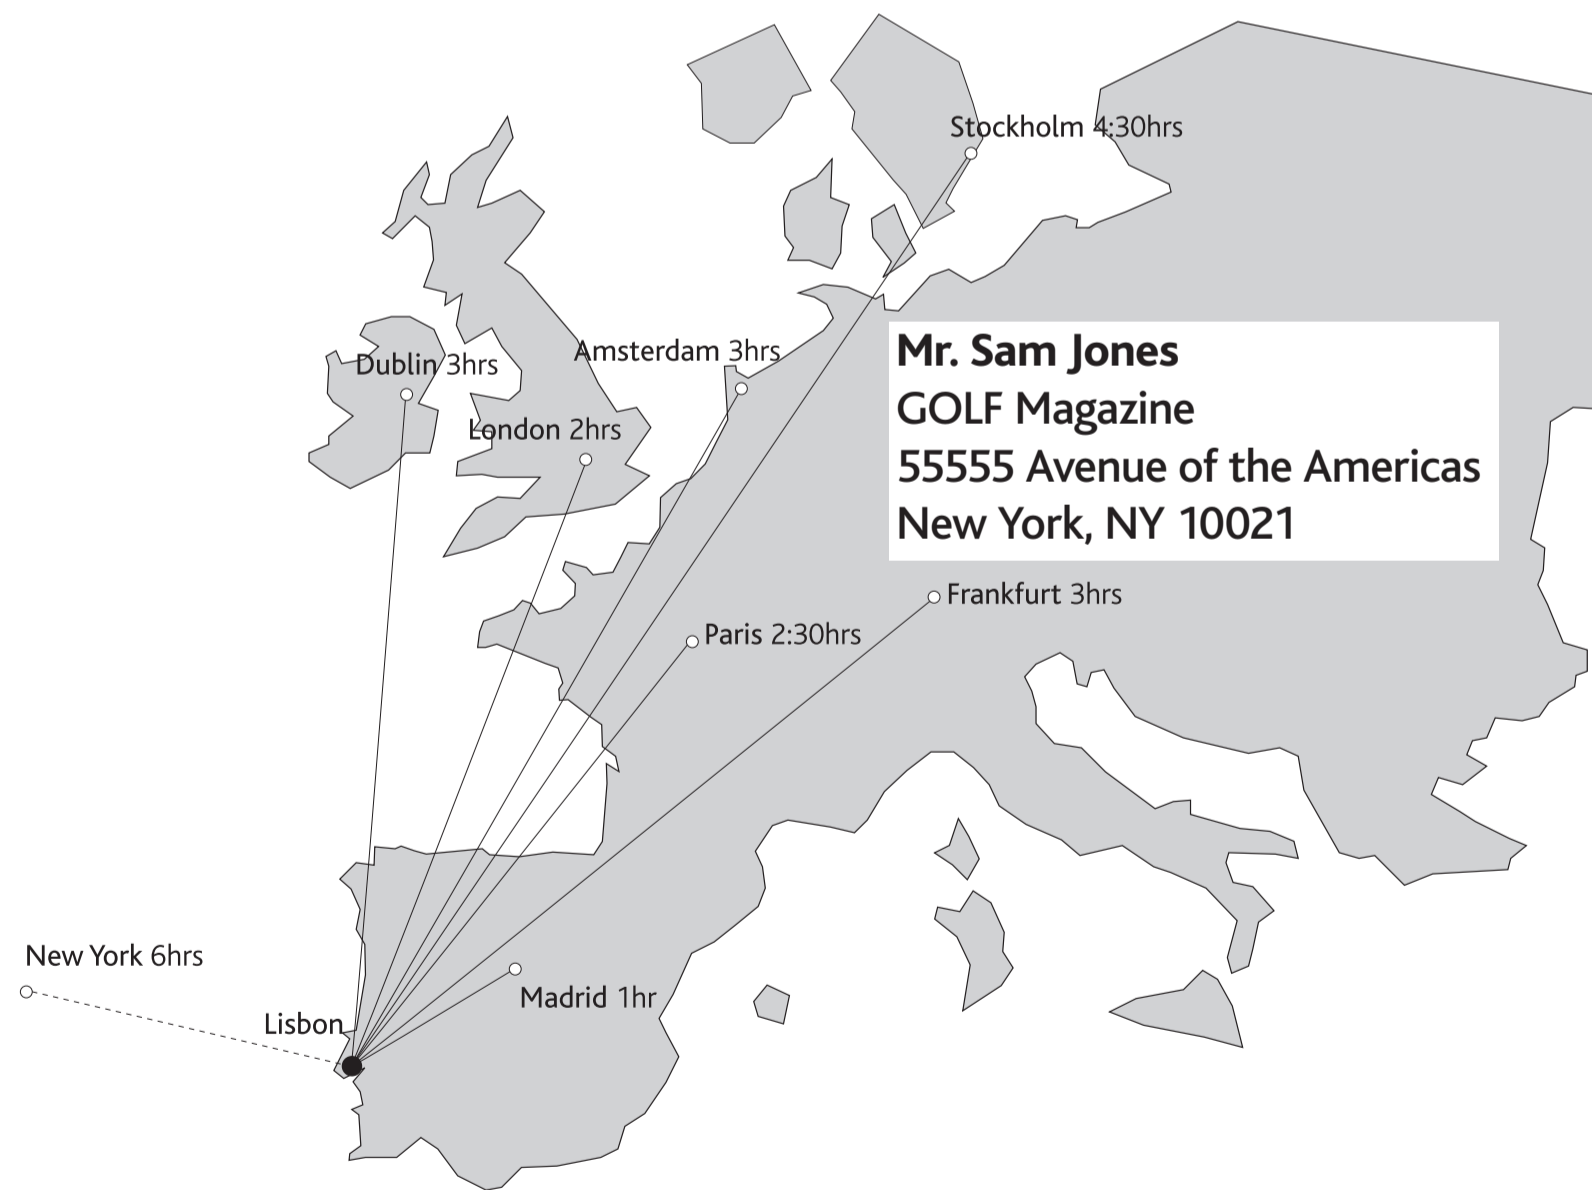 Stockholm 4:30hrs
Amsterdam 3hrs
Dublin 3hrs
London 2hrs
Mr. Sam Jones
GOLF Magazine
55555 Avenue of the Americas
New York, NY 10021
Frankfurt 3hrs
Paris 2:30hrs
New York 6hrs
Madrid 1hr
Lisbon